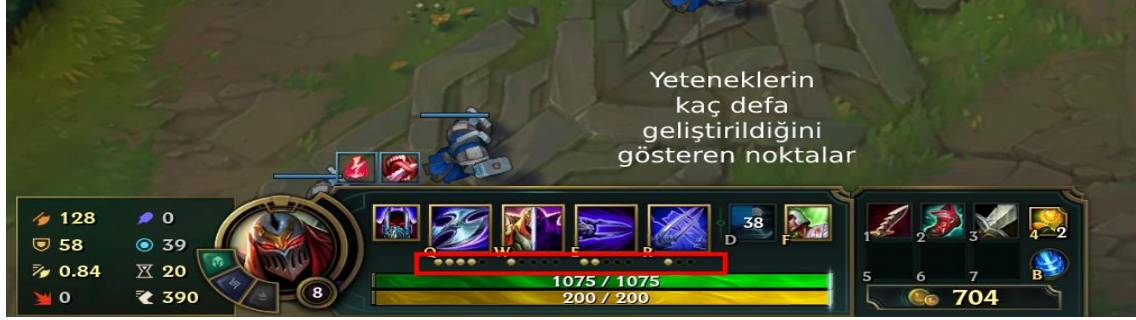 Yeteneklerin
kaç defa
geliştirildiğini
gösteren noktalar
128 0
58 39
0.84 20
0 390
8
Q W E R D 38 F
1075 / 1075
200 / 200
1 2 3 4 2
5 6 7 B
704